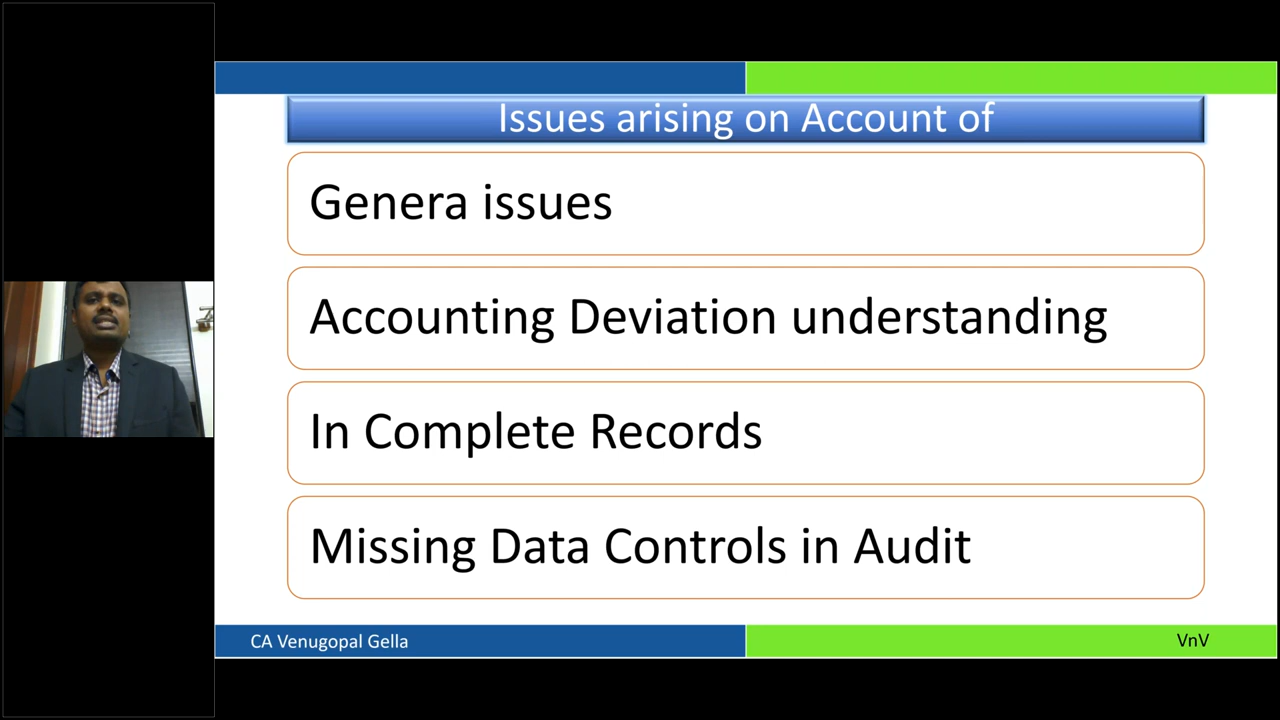 Issues arising on Account of
Genera issues
Accounting Deviation understanding
In Complete Records
Missing Data Controls in Audit
CA Venugopal Gella
VnV